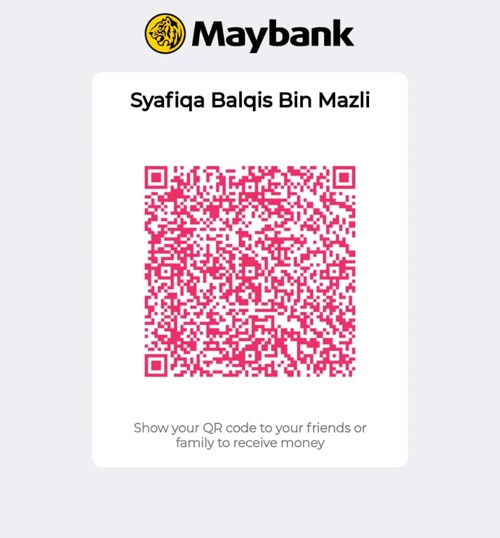 Maybank
Syafiqa Balqis Bin Mazli
Show your QR code to your friends or
family to receive money